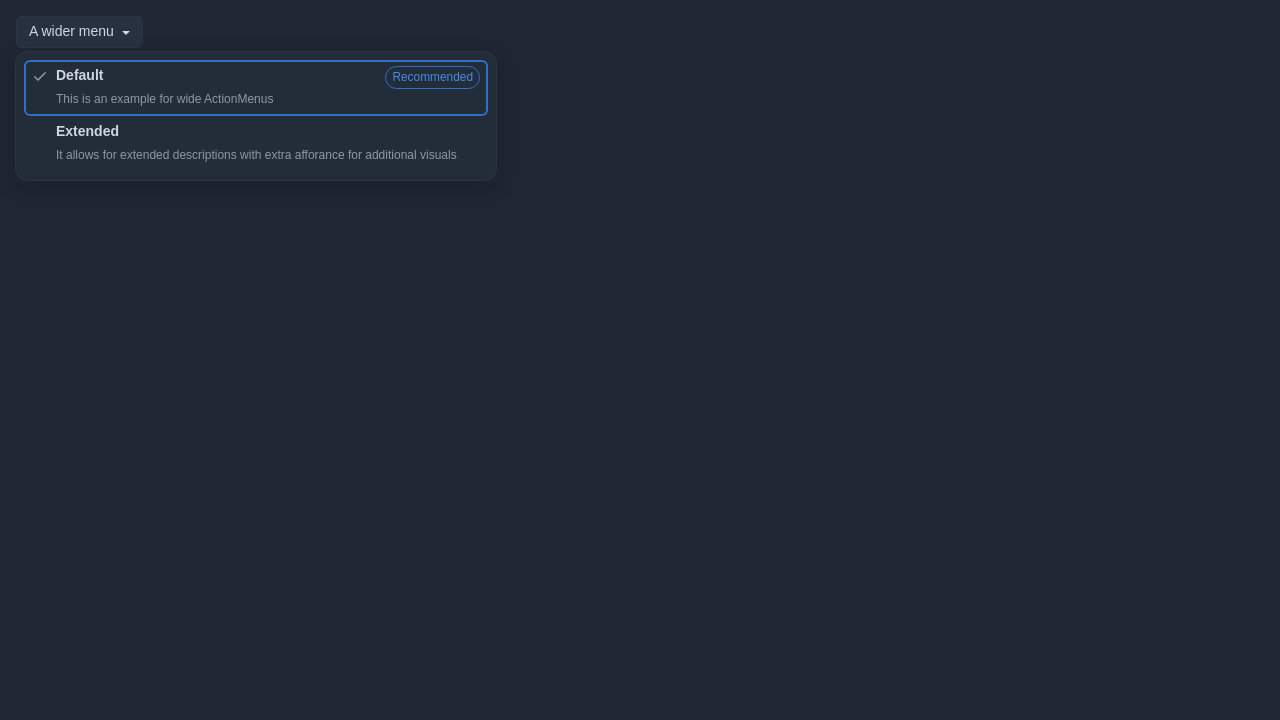 A wider menu
Default
Recommended
This is an example for wide ActionMenus
Extended
It allows for extended descriptions with extra afforance for additional visuals